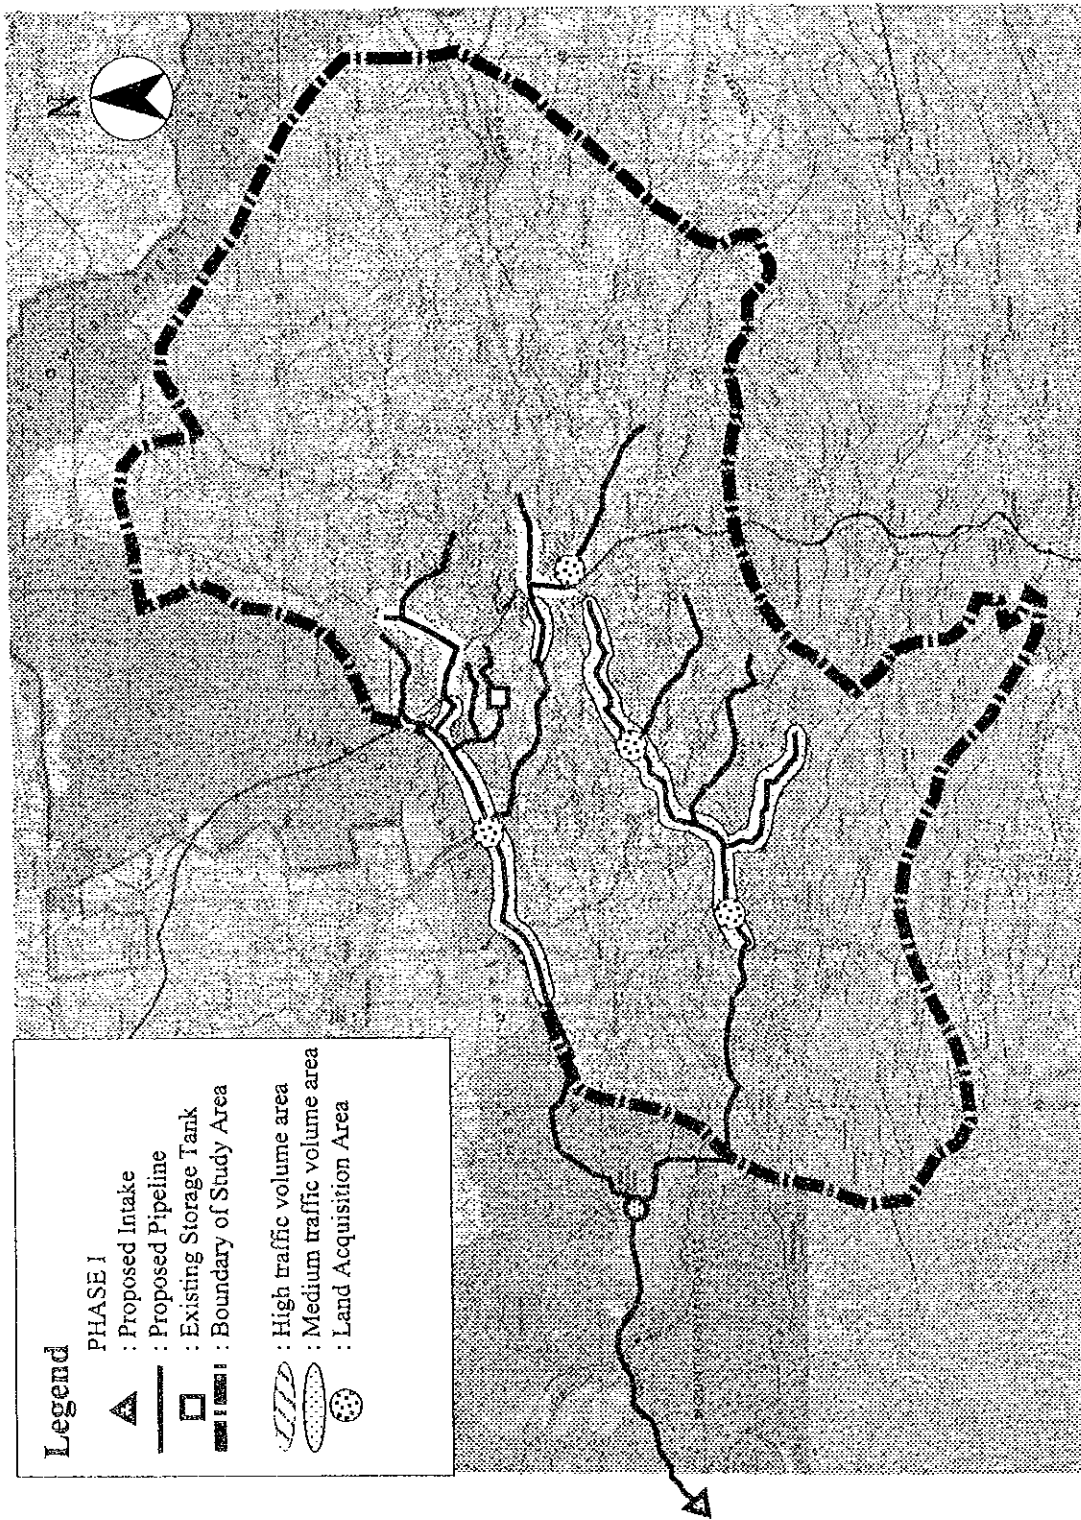 N
Legend
PHASE I
: Proposed Intake
: Proposed Pipeline
: Existing Storage Tank
: Boundary of Study Area
: High traffic volume area
: Medium traffic volume area
: Land Acquisition Area